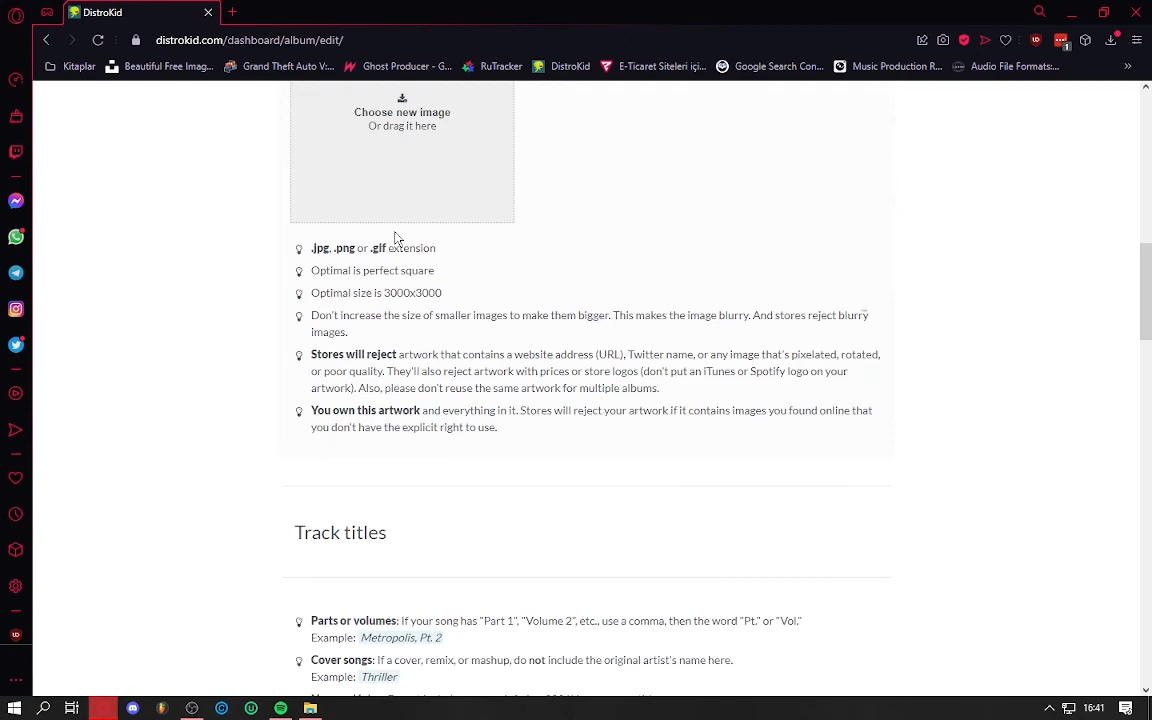 DistroKid
distrokid.com/dashboard/album/edit/
1
Kitaplar
Beautiful Free Imag...
Grand Theft Auto V:...
Ghost Producer - G...
RuTracker
DistroKid
E-Ticaret Siteleri içi...
Google Search Con...
Music Production R...
Audio File Formats:...
Choose new image
Or drag it here
.jpg, .png or .gif extension
Optimal is perfect square
Optimal size is 3000x3000
Don't increase the size of smaller images to make them bigger. This makes the image blurry. And stores reject blurry
images.
Stores will reject artwork that contains a website address (URL), Twitter name, or any image that's pixelated, rotated,
or poor quality. They'll also reject artwork with prices or store logos (don't put an iTunes or Spotify logo on your
artwork). Also, please don't reuse the same artwork for multiple albums.
You own this artwork and everything in it. Stores will reject your artwork if it contains images you found online that
you don't have the explicit right to use.
Track titles
Parts or volumes: If your song has "Part 1", "Volume 2", etc., use a comma, then the word "Pt." or "Vol."
Example: Metropolis, Pt. 2
Cover songs: If a cover, remix, or mashup, do not include the original artist's name here.
Example: Thriller
16:41